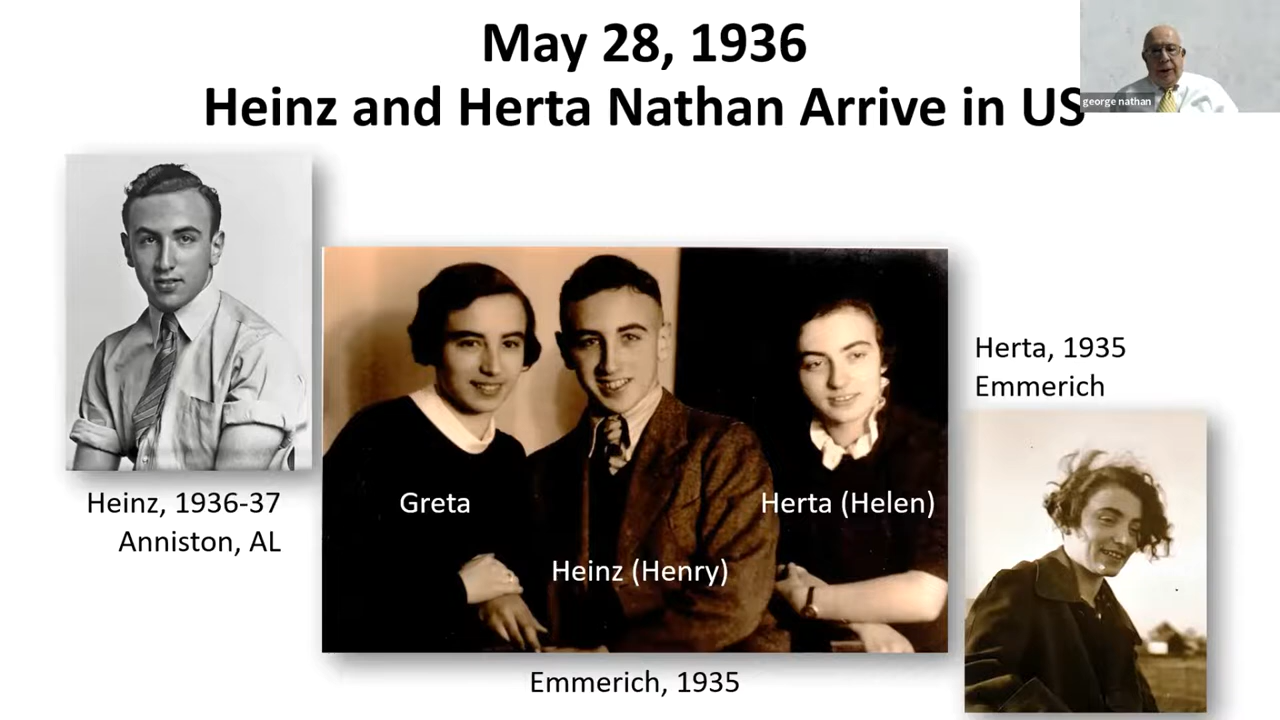 May 28, 1936
Heinz and Herta Nathan Arrive in US
george nathan
Heinz, 1936-37
Anniston, AL
Greta
Heinz (Henry)
Herta (Helen)
Emmerich, 1935
Herta, 1935
Emmerich